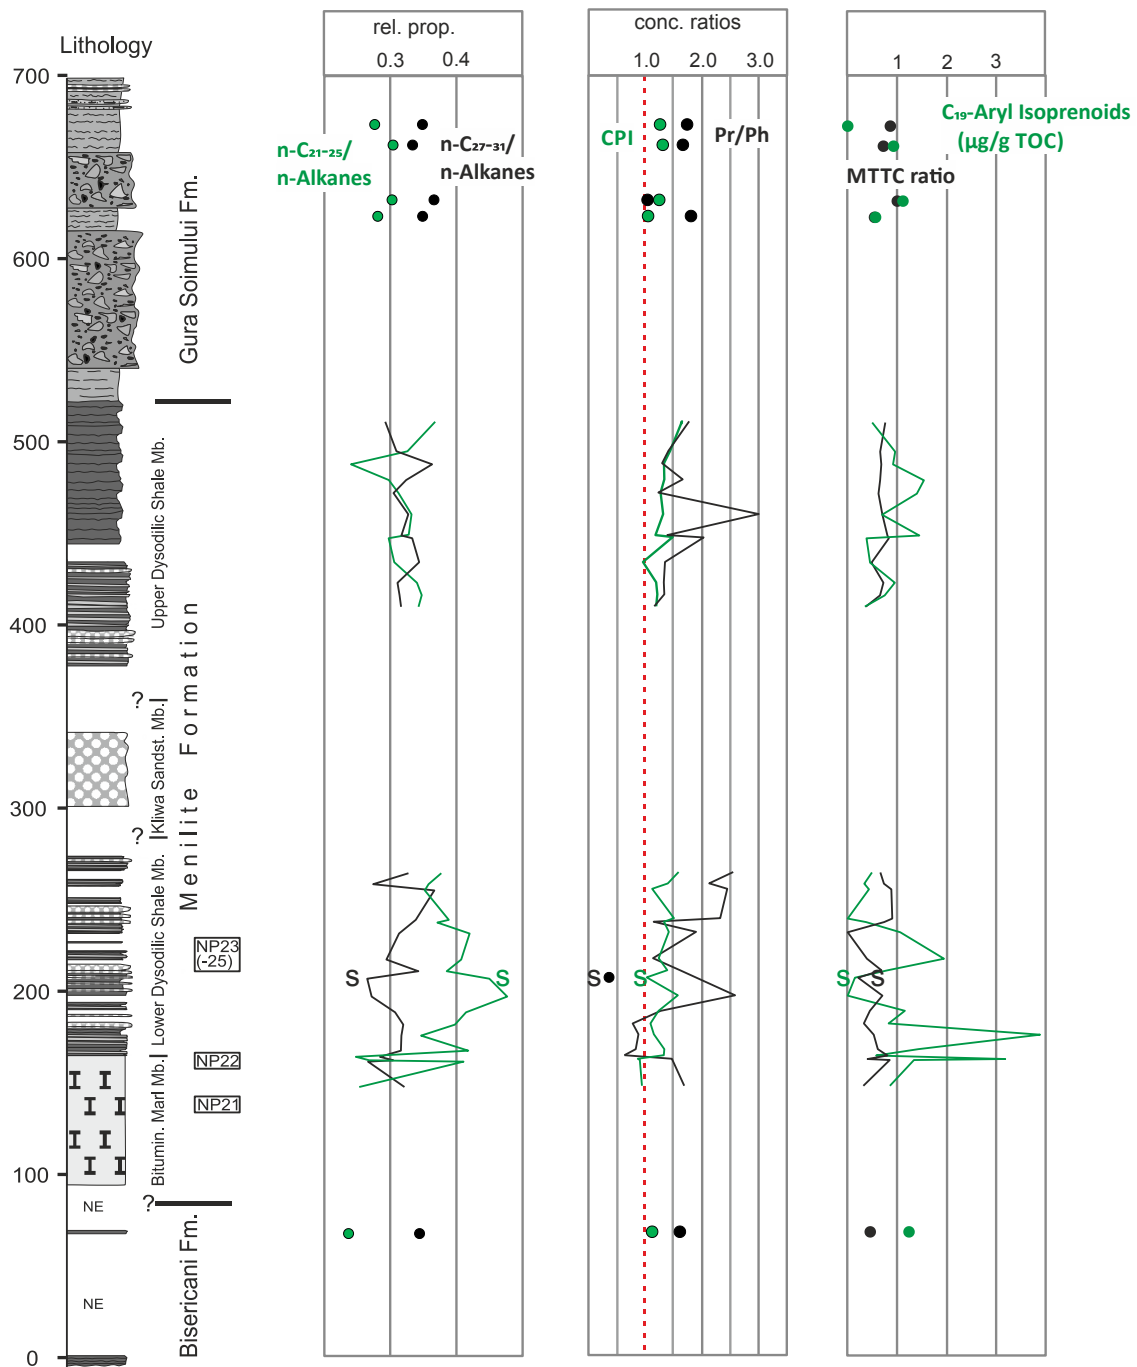 Lithology
rel. prop.
0.3 0.4
conc. ratios
1.0 2.0 3.0
1 2 3
700
600
500
400
300
200
100
0
n-C₂₁₋₂₅/
n-Alkanes
n-C₂₇₋₃₁/
n-Alkanes
CPI
Pr/Ph
C₁₉-Aryl Isoprenoids
(µg/g TOC)
MTTC ratio
Gura Soimului Fm.
Upper Dysodilic Shale Mb.
Menilite Formation
?
Kliwa Sandst. Mb.
?
Lower Dysodilic Shale Mb.
NP23
(-25)
S S
S S
S S
NP22
NP21
Bitumin. Marl Mb.
NE
?
Bisericani Fm.
NE